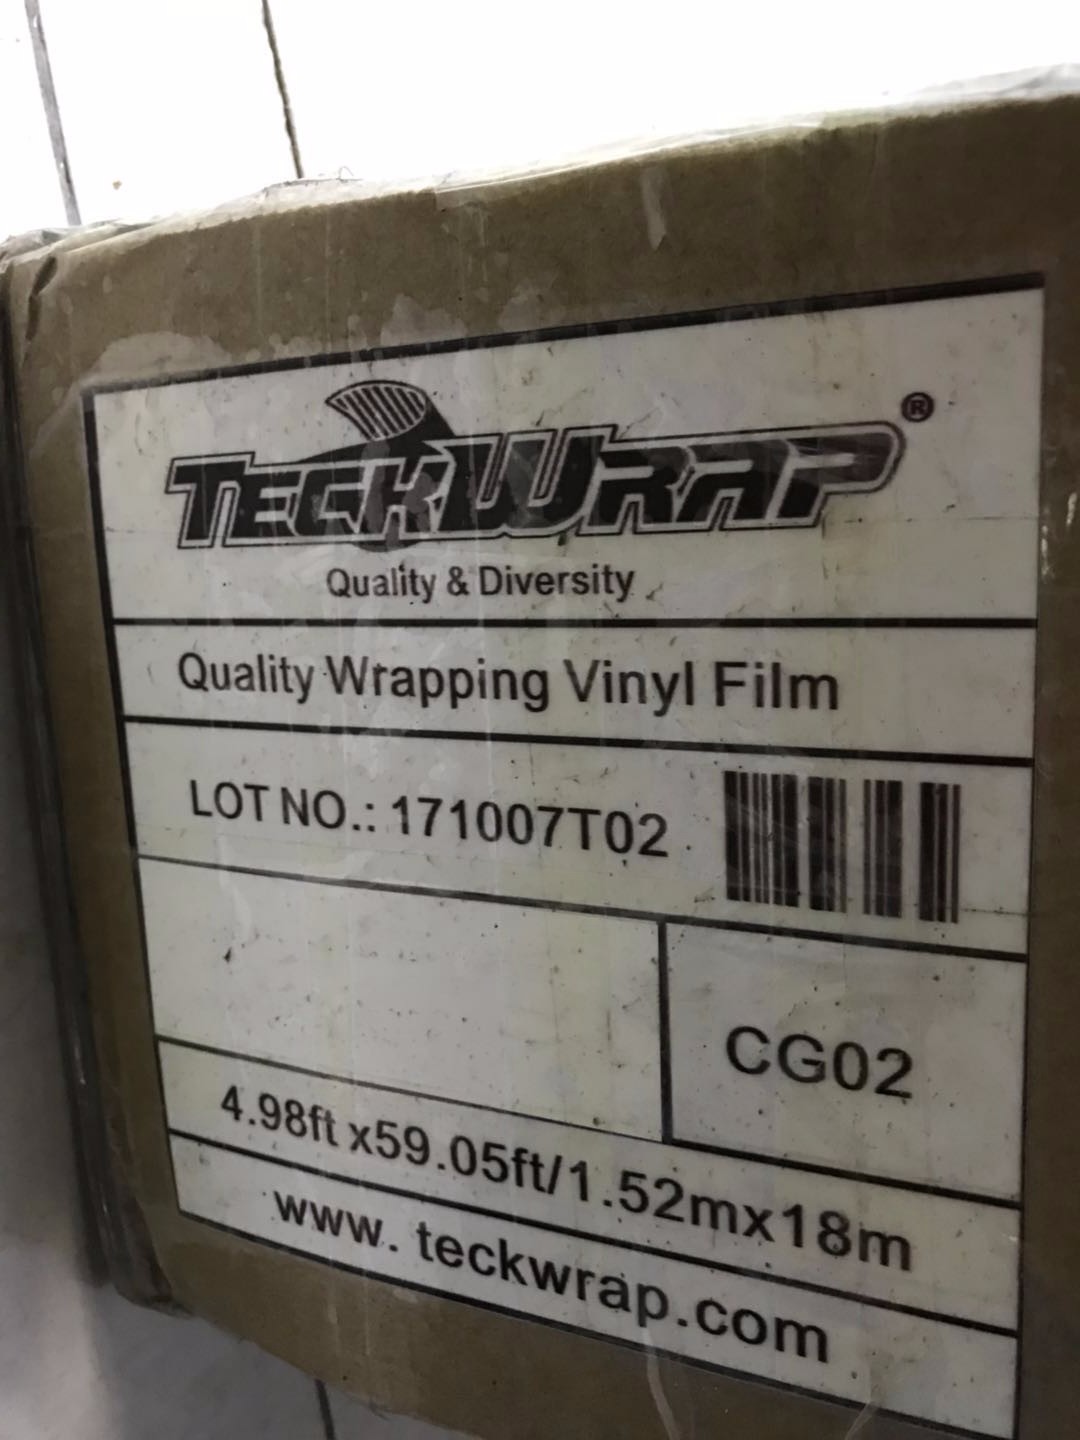 TECKWRAP ®
Quality & Diversity
Quality Wrapping Vinyl Film
LOT NO.: 171007T02
CG02
4.98ft x59.05ft/1.52mx18m
www. teckwrap.com